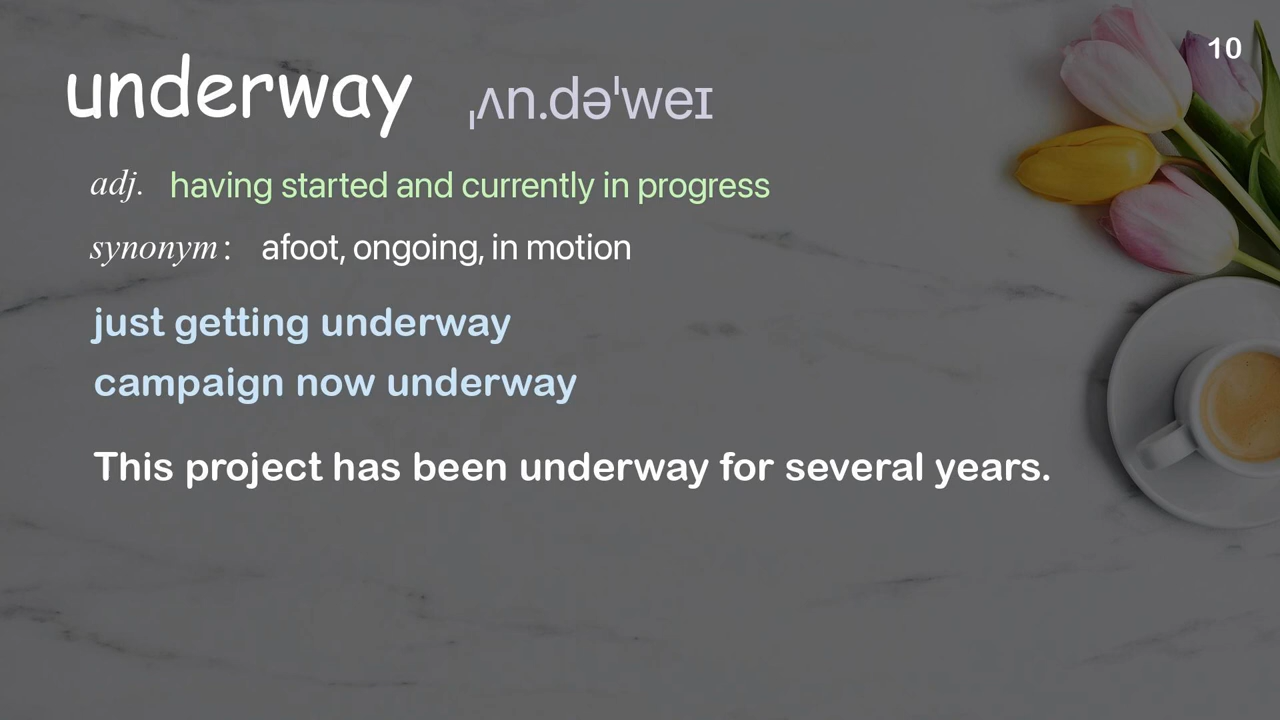 10
underway ˌʌn.dəˈweɪ
adj. having started and currently in progress
synonym: afoot, ongoing, in motion
just getting underway
campaign now underway
This project has been underway for several years.